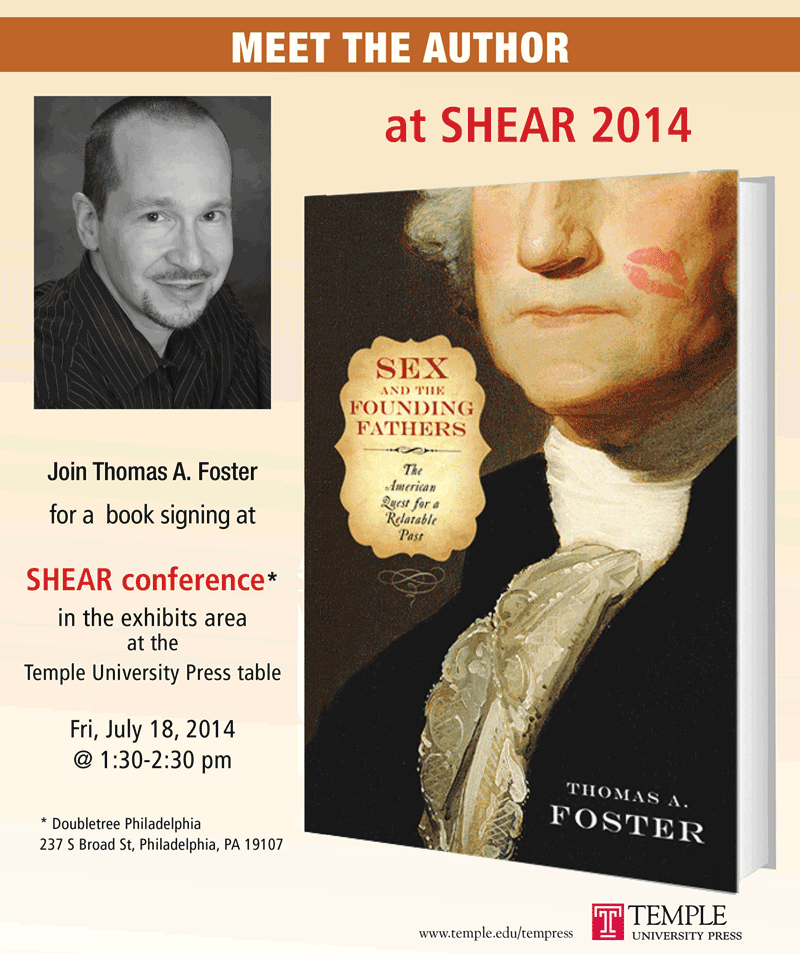 MEET THE AUTHOR
at SHEAR 2014
SEX
AND THE
FOUNDING
FATHERS
The
American
Quest for a
Relatable
Past
THOMAS A.
FOSTER
Join Thomas A. Foster
for a book signing at
SHEAR conference*
in the exhibits area
at the
Temple University Press table
Fri, July 18, 2014
@ 1:30-2:30 pm
* Doubletree Philadelphia
237 S Broad St, Philadelphia, PA 19107
www.temple.edu/tempress
TEMPLE
UNIVERSITY PRESS